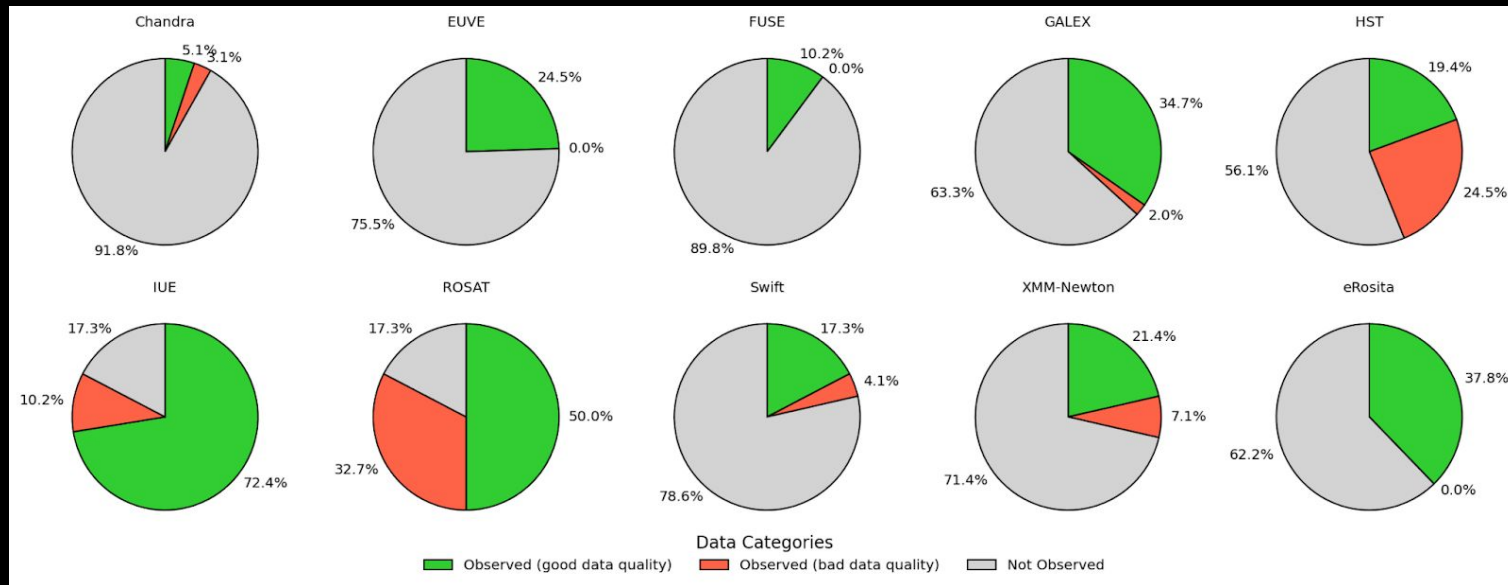 Chandra
EUVE
FUSE
GALEX
HST
5.1%
3.1%
91.8%
24.5%
0.0%
75.5%
10.2%
0.0%
89.8%
34.7%
2.0%
63.3%
19.4%
24.5%
56.1%
IUE
ROSAT
Swift
XMM-Newton
eRosita
17.3%
10.2%
72.4%
17.3%
32.7%
50.0%
17.3%
4.1%
78.6%
21.4%
7.1%
71.4%
37.8%
0.0%
62.2%
Data Categories
Observed (good data quality)
Observed (bad data quality)
Not Observed